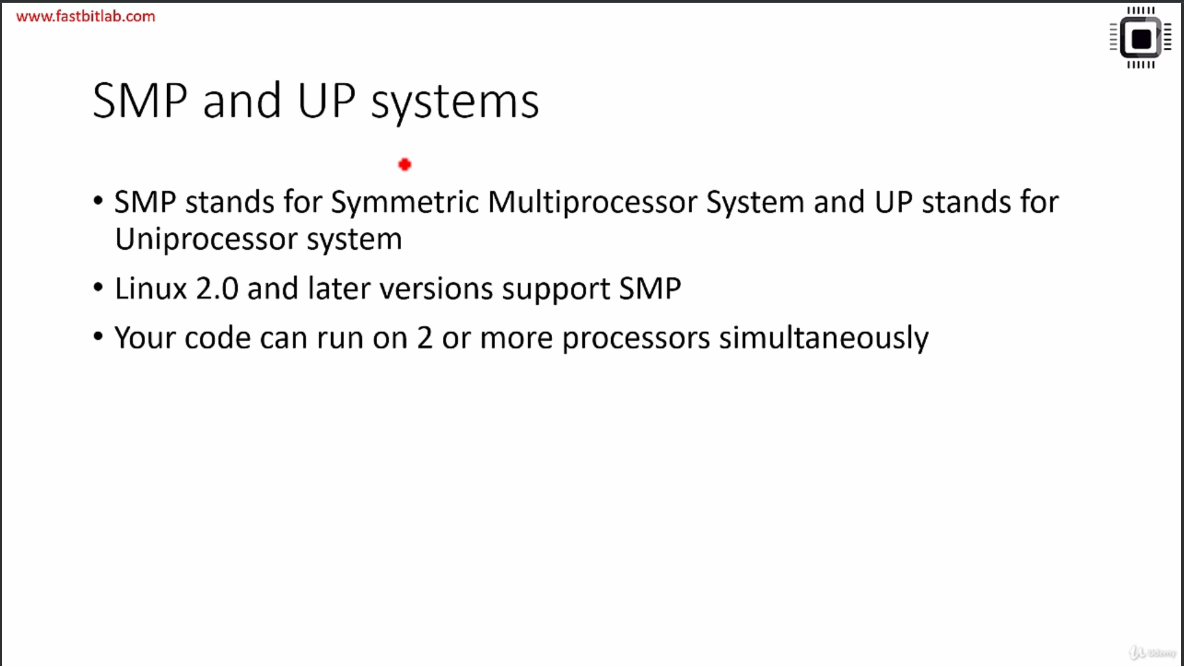 www.fastbitlab.com
SMP and UP systems
• SMP stands for Symmetric Multiprocessor System and UP stands for
Uniprocessor system
• Linux 2.0 and later versions support SMP
• Your code can run on 2 or more processors simultaneously
Udemy